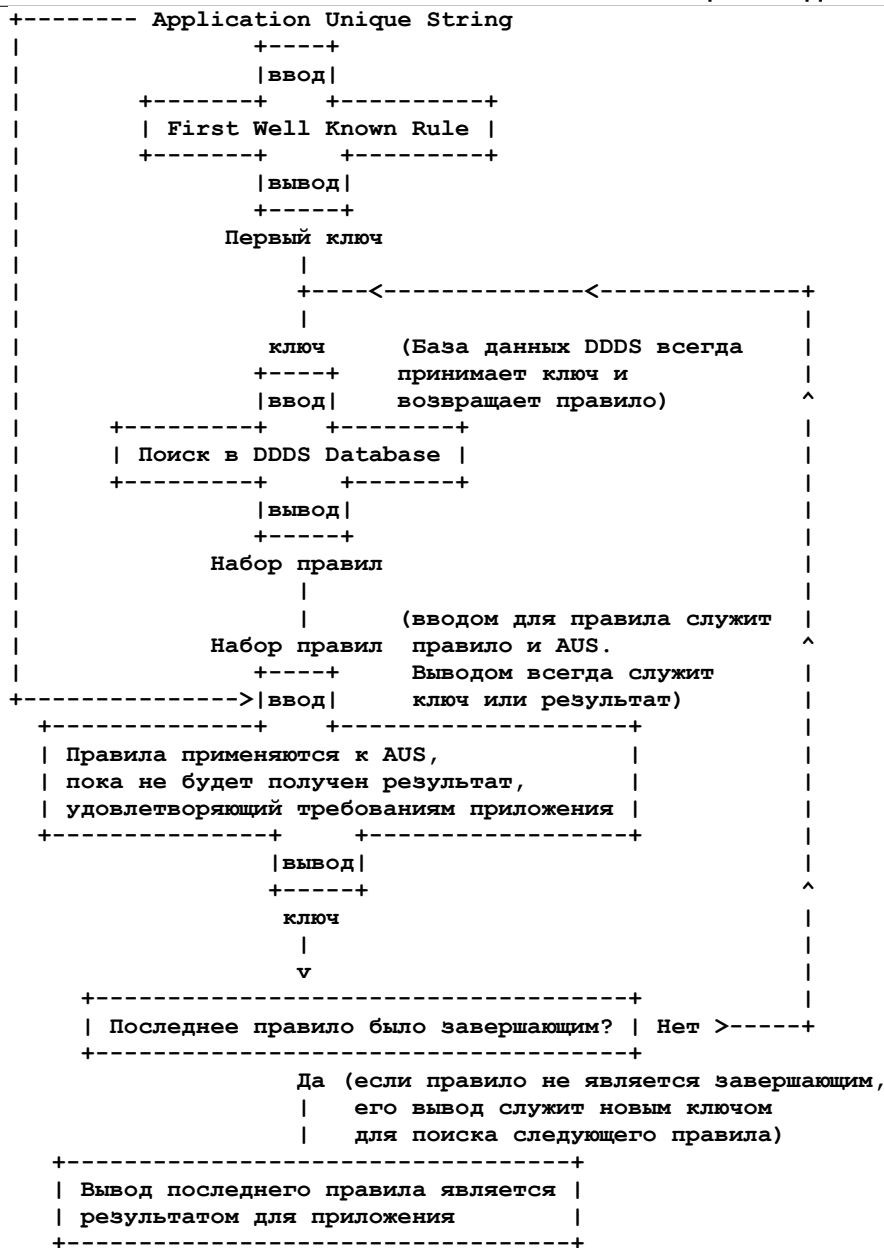 +-------- Application Unique String
|                +----+
|                |ввод|
|        +-------+    +----------+
|        | First Well Known Rule |
|        +-------+     +---------+
|                |вывод|
|                +-----+
|              Первый ключ
|                   |
|                   +----<--------------<--------------+
|                   |                                  |
|                 ключ     (База данных DDDS всегда    |
|                +----+    принимает ключ и            |
|                |ввод|    возвращает правило)         ^
|      +---------+    +--------+                       |
|      | Поиск в DDDS Database |                       |
|      +---------+     +-------+                       |
|                |вывод|                               |
|                +-----+                               |
|             Набор правил                             |
|                   |                                  |
|                   |      (вводом для правила служит  |
|             Набор правил  правило и AUS.             ^
|                +----+     Выводом всегда служит      |
+--------------->|ввод|     ключ или результат)        |
  +--------------+    +--------------------+           |
  | Правила применяются к AUS,             |           |
  | пока не будет получен результат,       |           |
  | удовлетворяющий требованиям приложения |           |
  +---------------+     +------------------+           |
                  |вывод|                              |
                  +-----+                              ^
                   ключ                                |
                    |                                  |
                    v                                  |
     +-------------------------------------+           |
     | Последнее правило было завершающим? | Нет >-----+
     +-------------------------------------+
                    Да (если правило не является завершающим,
                    |   его вывод служит новым ключом
                    |   для поиска следующего правила)
   +-----------------------------------+
   | Вывод последнего правила является |
   | результатом для приложения        |
   +-----------------------------------+